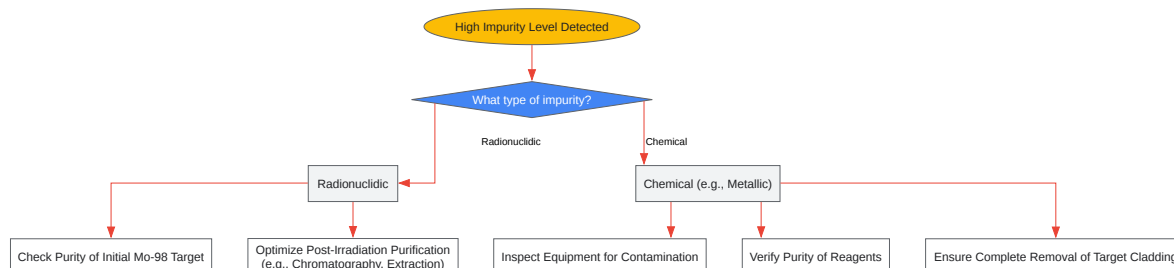 High Impurity Level Detected
What type of impurity?
Radionuclidic
Chemical
Radionuclidic
Chemical (e.g., Metallic)
Check Purity of Initial Mo-98 Target
Optimize Post-Irradiation Purification
(e.g., Chromatography, Extraction)
Inspect Equipment for Contamination
Verify Purity of Reagents
Ensure Complete Removal of Target Cladding